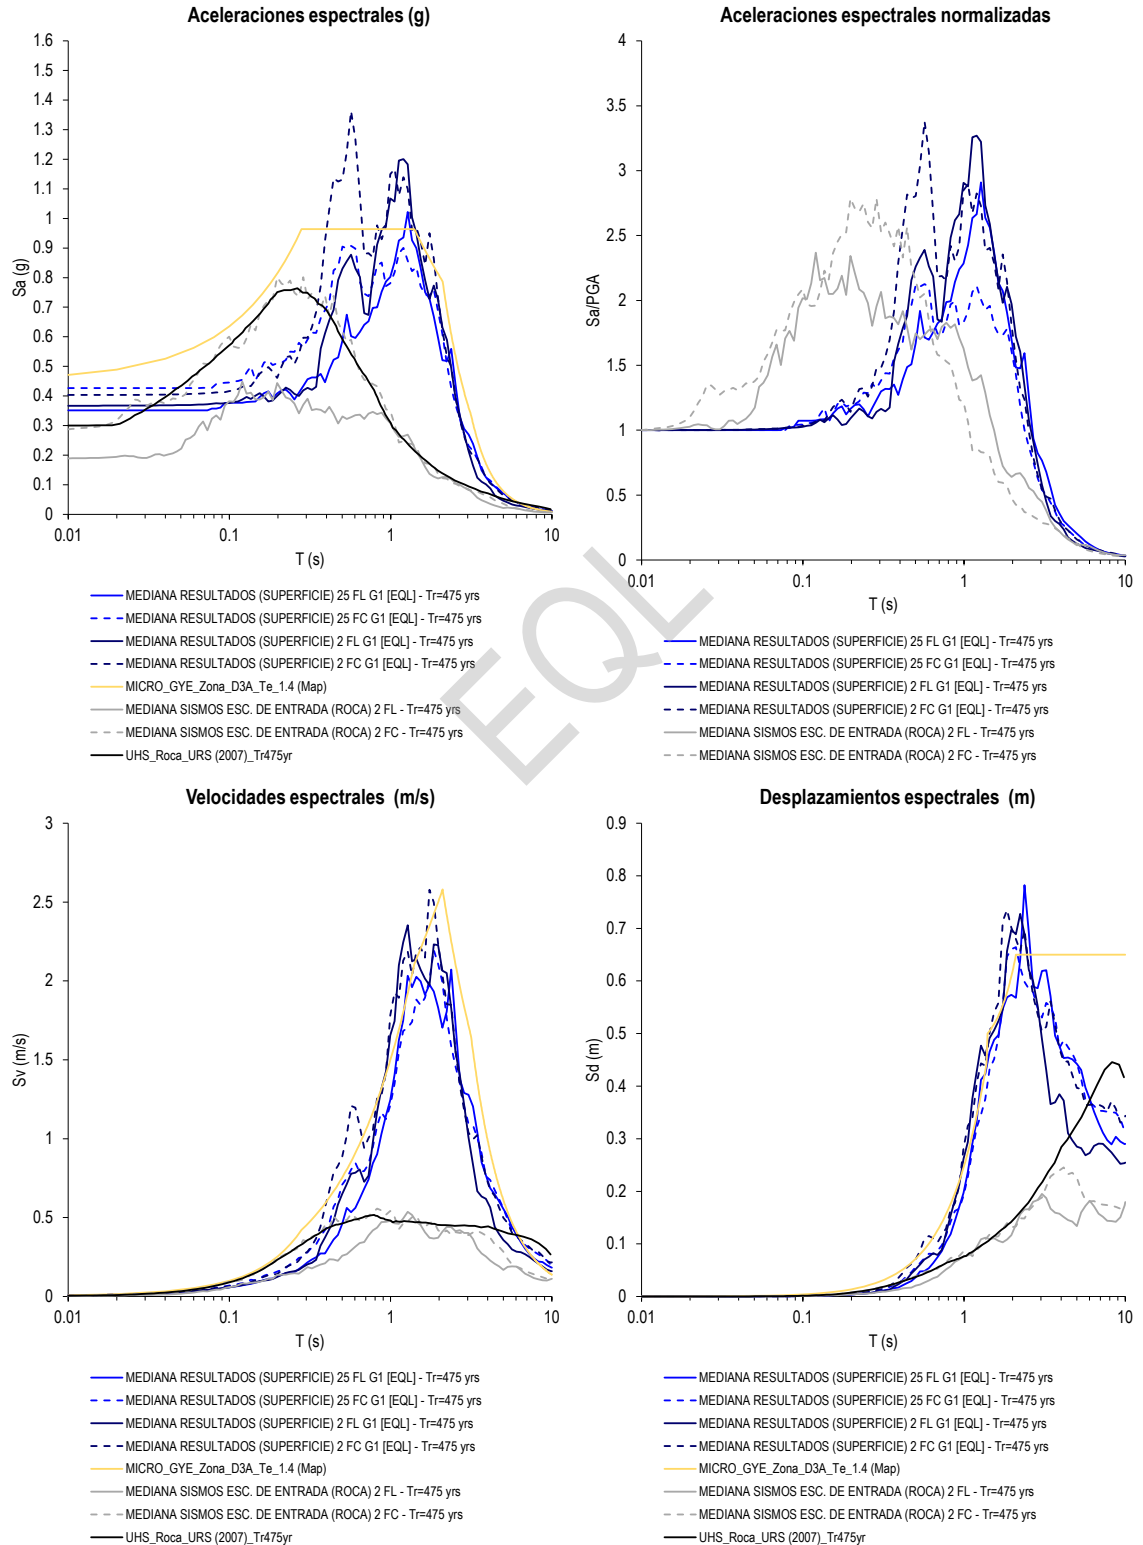 Aceleraciones espectrales (g)
1.6
1.5
1.4
1.3
1.2
1.1
1
0.9
0.8
0.7
0.6
0.5
0.4
0.3
0.2
0.1
0
Sa (g)
0.01
0.1
1
10
T (s)
MEDIANA RESULTADOS (SUPERFICIE) 25 FL G1 [EQL] - Tr=475 yrs
MEDIANA RESULTADOS (SUPERFICIE) 25 FC G1 [EQL] - Tr=475 yrs
MEDIANA RESULTADOS (SUPERFICIE) 2 FL G1 [EQL] - Tr=475 yrs
MEDIANA RESULTADOS (SUPERFICIE) 2 FC G1 [EQL] - Tr=475 yrs
MICRO_GYE_Zona_D3A_Te_1.4 (Map)
MEDIANA SISMOS ESC. DE ENTRADA (ROCA) 2 FL - Tr=475 yrs
MEDIANA SISMOS ESC. DE ENTRADA (ROCA) 2 FC - Tr=475 yrs
UHS_Roca_URS (2007)_Tr475yr
Aceleraciones espectrales normalizadas
4
3.5
3
2.5
2
1.5
1
0.5
0
Sa/PGA
0.01
0.1
1
10
T (s)
MEDIANA RESULTADOS (SUPERFICIE) 25 FL G1 [EQL] - Tr=475 yrs
MEDIANA RESULTADOS (SUPERFICIE) 25 FC G1 [EQL] - Tr=475 yrs
MEDIANA RESULTADOS (SUPERFICIE) 2 FL G1 [EQL] - Tr=475 yrs
MEDIANA RESULTADOS (SUPERFICIE) 2 FC G1 [EQL] - Tr=475 yrs
MEDIANA SISMOS ESC. DE ENTRADA (ROCA) 2 FL - Tr=475 yrs
MEDIANA SISMOS ESC. DE ENTRADA (ROCA) 2 FC - Tr=475 yrs
EQL
Velocidades espectrales (m/s)
3
2.5
2
1.5
1
0.5
0
Sv (m/s)
0.01
0.1
1
10
T (s)
MEDIANA RESULTADOS (SUPERFICIE) 25 FL G1 [EQL] - Tr=475 yrs
MEDIANA RESULTADOS (SUPERFICIE) 25 FC G1 [EQL] - Tr=475 yrs
MEDIANA RESULTADOS (SUPERFICIE) 2 FL G1 [EQL] - Tr=475 yrs
MEDIANA RESULTADOS (SUPERFICIE) 2 FC G1 [EQL] - Tr=475 yrs
MICRO_GYE_Zona_D3A_Te_1.4 (Map)
MEDIANA SISMOS ESC. DE ENTRADA (ROCA) 2 FL - Tr=475 yrs
MEDIANA SISMOS ESC. DE ENTRADA (ROCA) 2 FC - Tr=475 yrs
UHS_Roca_URS (2007)_Tr475yr
Desplazamientos espectrales (m)
0.9
0.8
0.7
0.6
0.5
0.4
0.3
0.2
0.1
0
Sd (m)
0.01
0.1
1
10
T (s)
MEDIANA RESULTADOS (SUPERFICIE) 25 FL G1 [EQL] - Tr=475 yrs
MEDIANA RESULTADOS (SUPERFICIE) 25 FC G1 [EQL] - Tr=475 yrs
MEDIANA RESULTADOS (SUPERFICIE) 2 FL G1 [EQL] - Tr=475 yrs
MEDIANA RESULTADOS (SUPERFICIE) 2 FC G1 [EQL] - Tr=475 yrs
MICRO_GYE_Zona_D3A_Te_1.4 (Map)
MEDIANA SISMOS ESC. DE ENTRADA (ROCA) 2 FL - Tr=475 yrs
MEDIANA SISMOS ESC. DE ENTRADA (ROCA) 2 FC - Tr=475 yrs
UHS_Roca_URS (2007)_Tr475yr